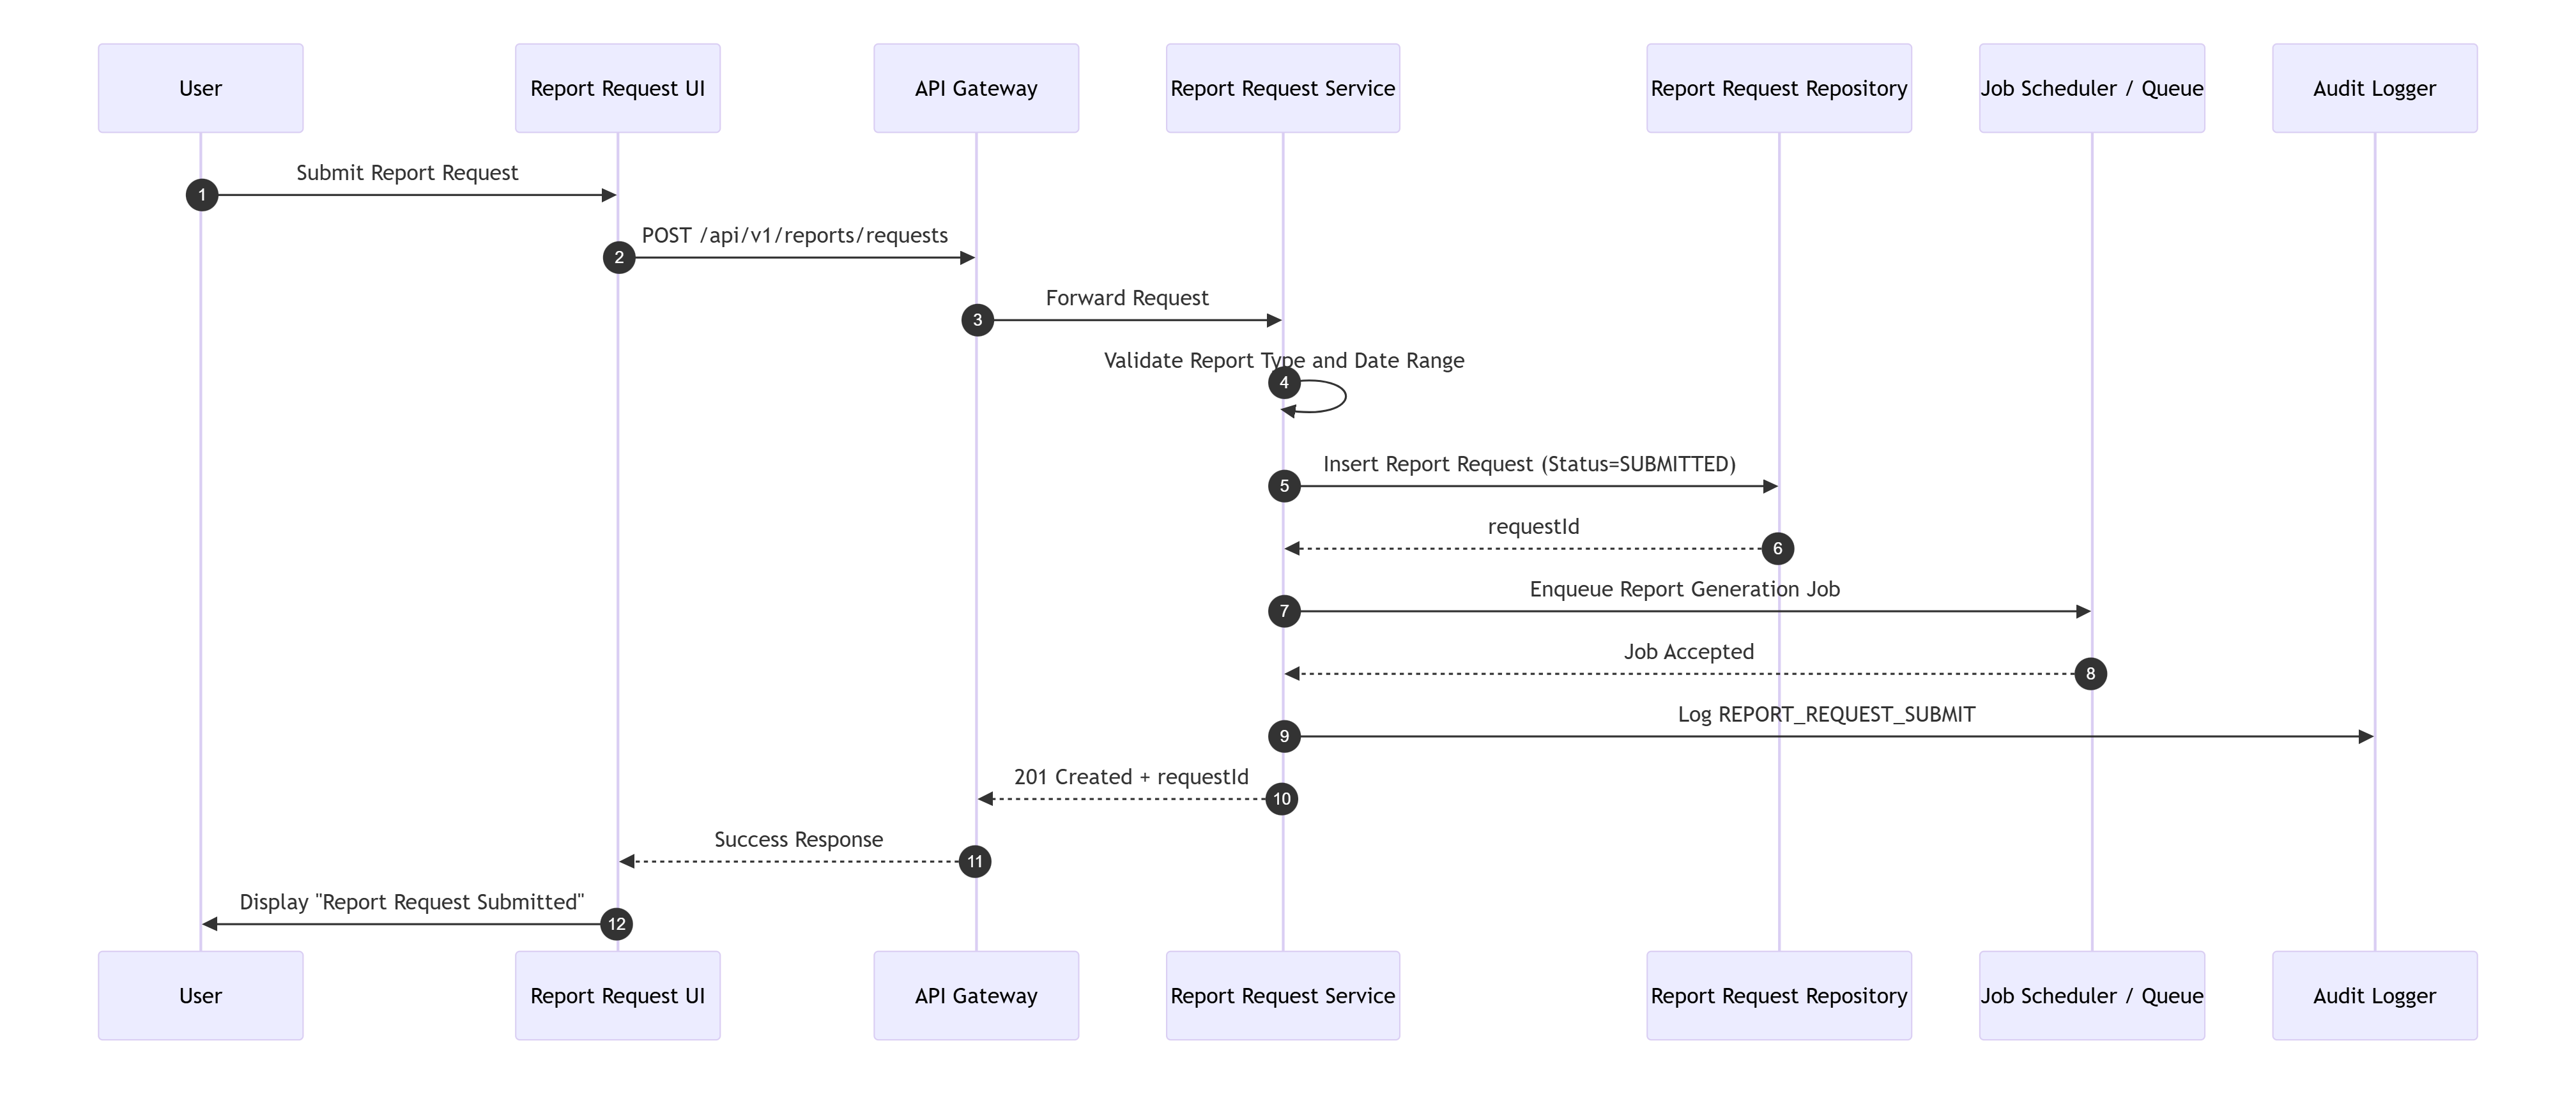 User
Report Request UI
API Gateway
Report Request Service
Report Request Repository
Job Scheduler / Queue
Audit Logger
Submit Report Request
1
POST /api/v1/reports/requests
2
Forward Request
3
Validate Report Type and Date Range
4
Insert Report Request (Status=SUBMITTED)
5
requestId
6
Enqueue Report Generation Job
7
Job Accepted
8
Log REPORT_REQUEST_SUBMIT
9
201 Created + requestId
10
Success Response
11
Display "Report Request Submitted"
12
User
Report Request UI
API Gateway
Report Request Service
Report Request Repository
Job Scheduler / Queue
Audit Logger